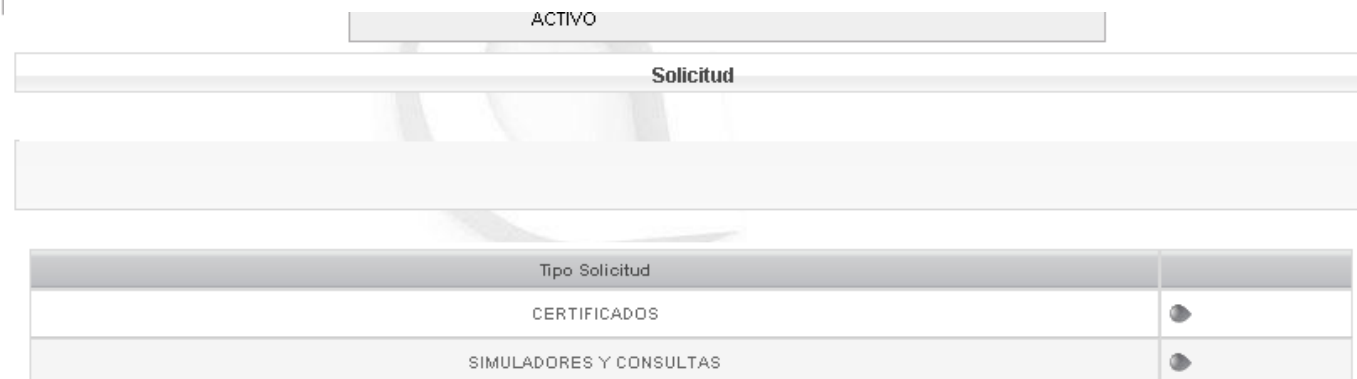 ACTIVO
Solicitud
Tipo Solicitud
CERTIFICADOS
SIMULADORES Y CONSULTAS